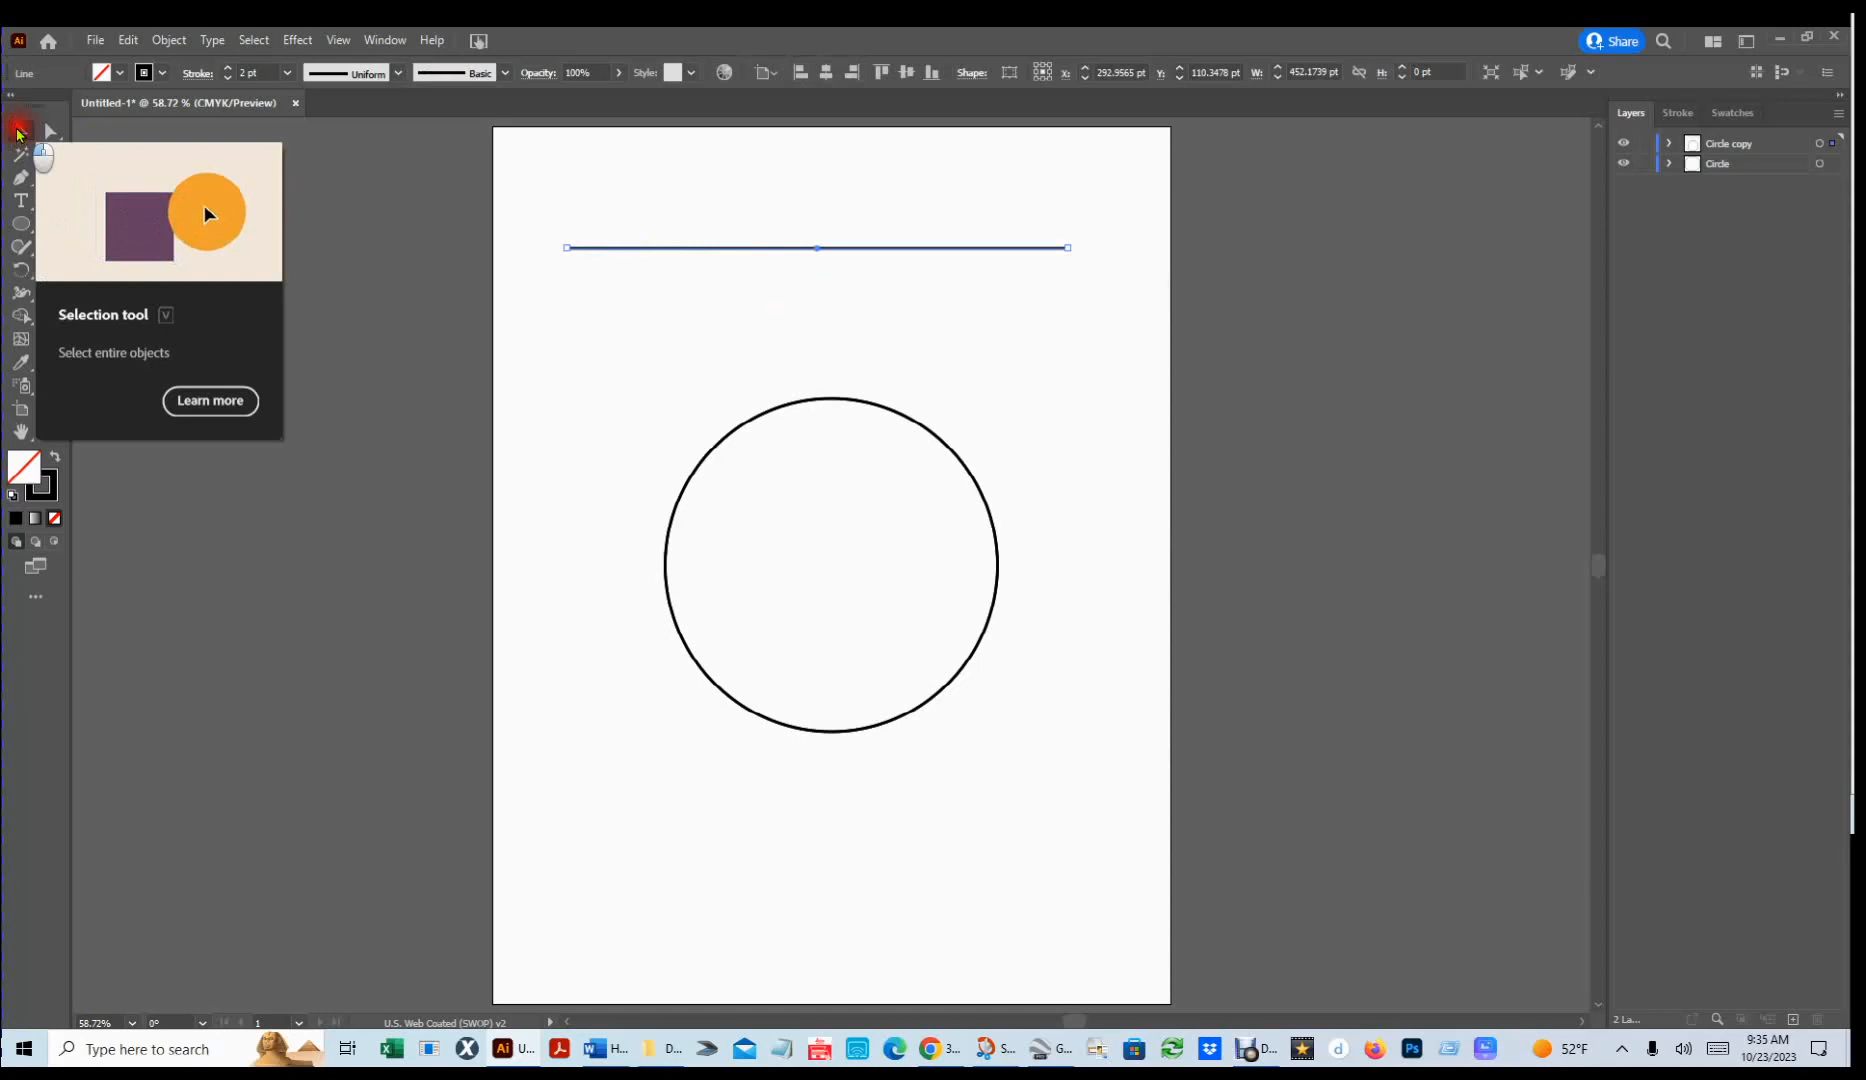 Ai File Edit Object Type Select Effect View Window Help Share
Line Stroke: 2 pt Uniform Basic Opacity: 100% Style: Shape: X: 292.9565 pt Y: 110.3478 pt W: 452.1739 pt H: 0 pt
Untitled-1* @ 58.72 % (CMYK/Preview)
Layers Stroke Swatches
Circle copy
Circle
Selection tool V
Select entire objects
Learn more
58.72% 0° 1 U.S. Web Coated (SWOP) v2
2 La...
Type here to search
U... H... D... 3... S... G... D... Ps 52°F
9:35 AM
10/23/2023